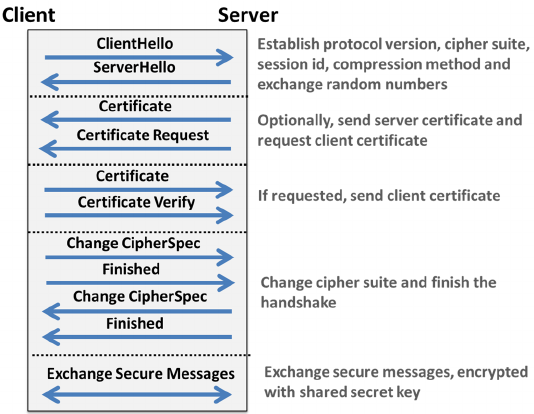 Client Server
ClientHello
ServerHello
Establish protocol version, cipher suite,
session id, compression method and
exchange random numbers
Certificate
Certificate Request
Optionally, send server certificate and
request client certificate
Certificate
Certificate Verify
If requested, send client certificate
Change CipherSpec
Finished
Change CipherSpec
Finished
Change cipher suite and finish the
handshake
Exchange Secure Messages
Exchange secure messages, encrypted
with shared secret key